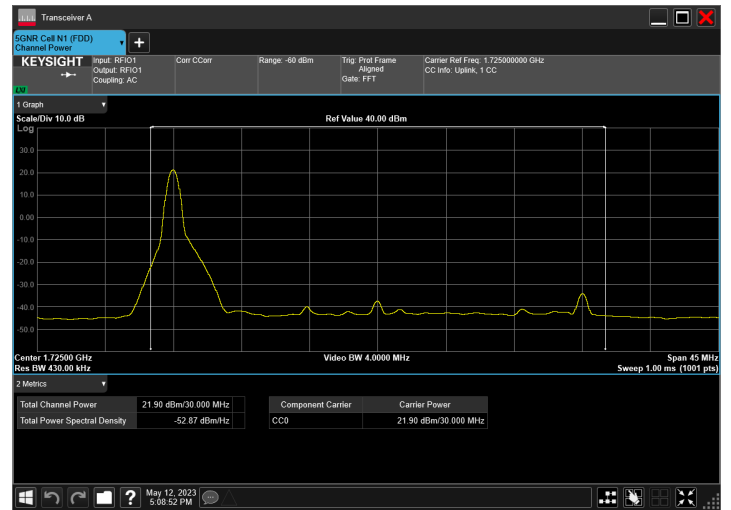 Transceiver A
5GNR Cell N1 (FDD)
Channel Power
KEYSIGHT
Input: RFIO1
Output: RFIO1
Coupling: AC
Corr CCorr
Range: -60 dBm
Trig: Prot Frame
Aligned
Gate: FFT
Carrier Ref Freq: 1.725000000 GHz
CC Info: Uplink, 1 CC
LXI
1 Graph
Scale/Div 10.0 dB
Ref Value 40.00 dBm
Log
30.0
20.0
10.0
0.00
-10.0
-20.0
-30.0
-40.0
-50.0
Center 1.72500 GHz
Video BW 4.0000 MHz
Span 45 MHz
Res BW 430.00 kHz
Sweep 1.00 ms (1001 pts)
2 Metrics
Total Channel Power 21.90 dBm/30.000 MHz
Total Power Spectral Density -52.87 dBm/Hz
Component Carrier Carrier Power
CC0 21.90 dBm/30.000 MHz
?
May 12, 2023
5:08:52 PM